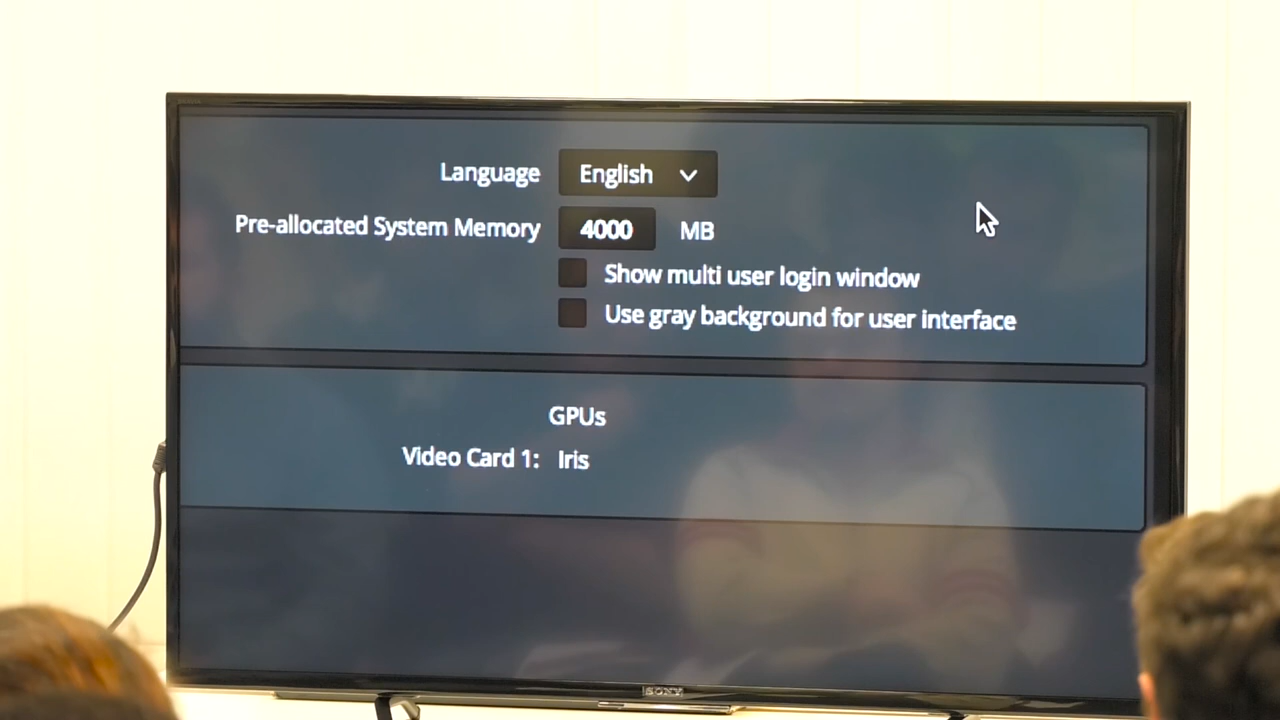 Language English
Pre-allocated System Memory 4000 MB
Show multi user login window
Use gray background for user interface
GPUs
Video Card 1: Iris
SONY